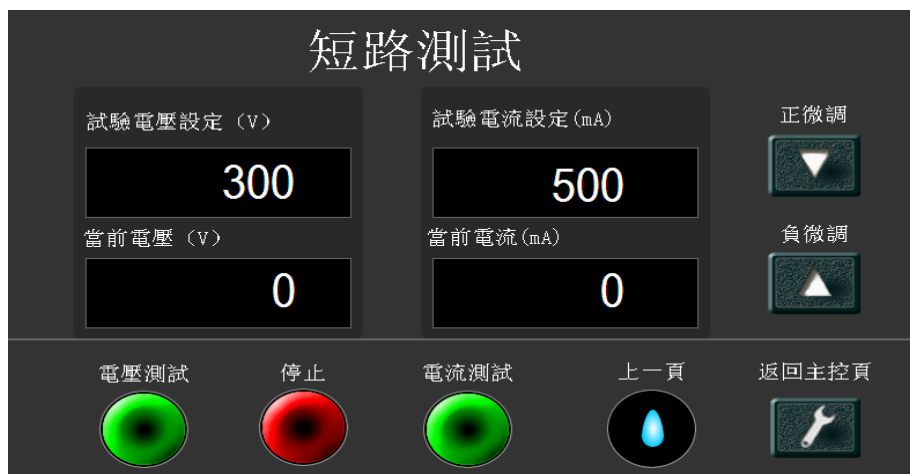 短路測試
試驗電壓設定 (V)
300
當前電壓 (V)
0
試驗電流設定(mA)
500
當前電流(mA)
0
正微調
負微調
電壓測試
停止
電流測試
上一頁
返回主控頁